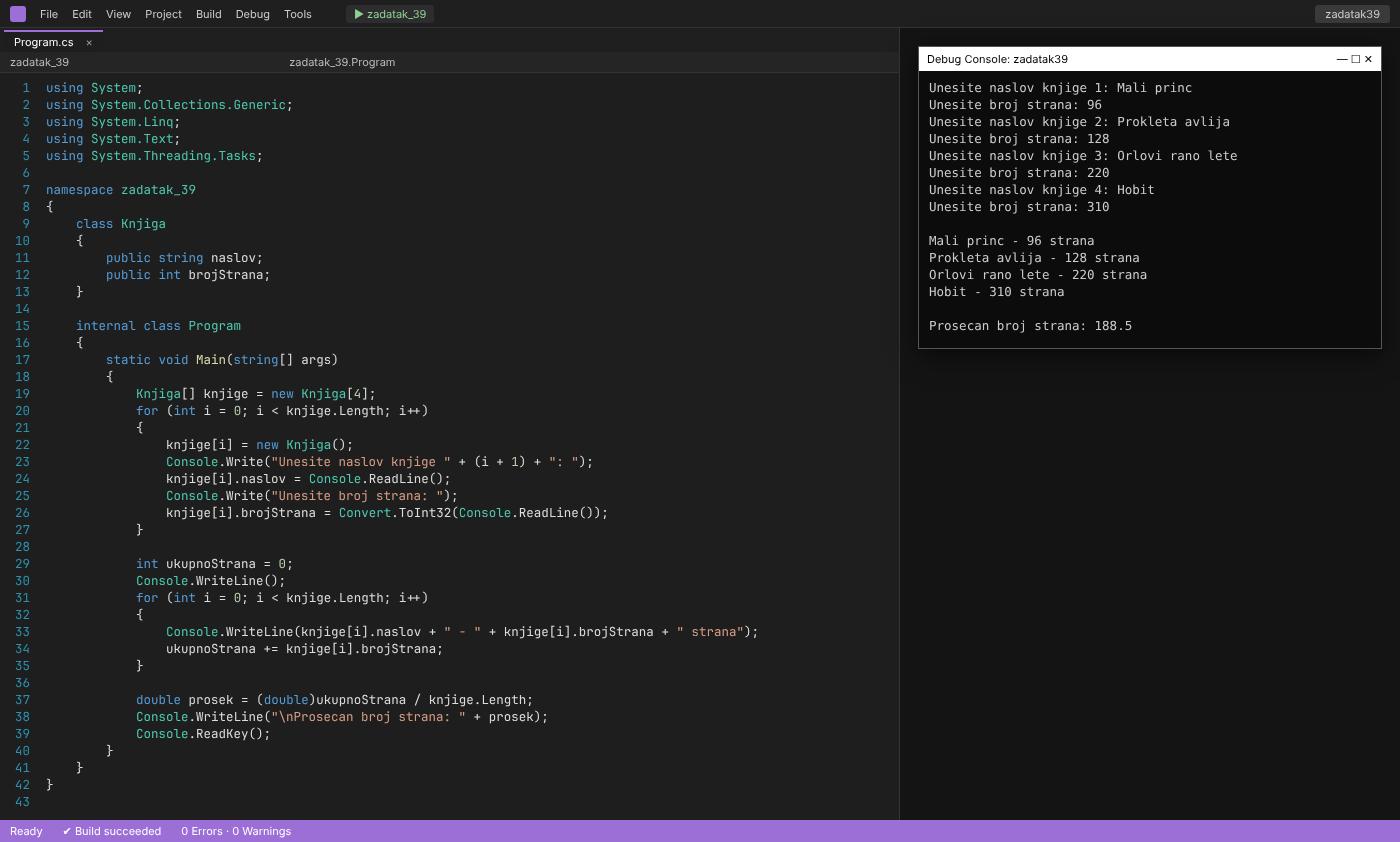 File Edit View Project Build Debug Tools ▶ zadatak_39 zadatak39
Program.cs ×
zadatak_39 zadatak_39.Program
1 using System;
2 using System.Collections.Generic;
3 using System.Linq;
4 using System.Text;
5 using System.Threading.Tasks;
6
7 namespace zadatak_39
8 {
9     class Knjiga
10     {
11         public string naslov;
12         public int brojStrana;
13     }
14
15     internal class Program
16     {
17         static void Main(string[] args)
18         {
19             Knjiga[] knjige = new Knjiga[4];
20             for (int i = 0; i < knjige.Length; i++)
21             {
22                 knjige[i] = new Knjiga();
23                 Console.Write("Unesite naslov knjige " + (i + 1) + ": ");
24                 knjige[i].naslov = Console.ReadLine();
25                 Console.Write("Unesite broj strana: ");
26                 knjige[i].brojStrana = Convert.ToInt32(Console.ReadLine());
27             }
28
29             int ukupnoStrana = 0;
30             Console.WriteLine();
31             for (int i = 0; i < knjige.Length; i++)
32             {
33                 Console.WriteLine(knjige[i].naslov + " - " + knjige[i].brojStrana + " strana");
34                 ukupnoStrana += knjige[i].brojStrana;
35             }
36
37             double prosek = (double)ukupnoStrana / knjige.Length;
38             Console.WriteLine("\nProsecan broj strana: " + prosek);
39             Console.ReadKey();
40         }
41     }
42 }
43
Debug Console: zadatak39 — ☐ ✕
Unesite naslov knjige 1: Mali princ
Unesite broj strana: 96
Unesite naslov knjige 2: Prokleta avlija
Unesite broj strana: 128
Unesite naslov knjige 3: Orlovi rano lete
Unesite broj strana: 220
Unesite naslov knjige 4: Hobit
Unesite broj strana: 310
Mali princ - 96 strana
Prokleta avlija - 128 strana
Orlovi rano lete - 220 strana
Hobit - 310 strana
Prosecan broj strana: 188.5
Ready ✔ Build succeeded 0 Errors · 0 Warnings